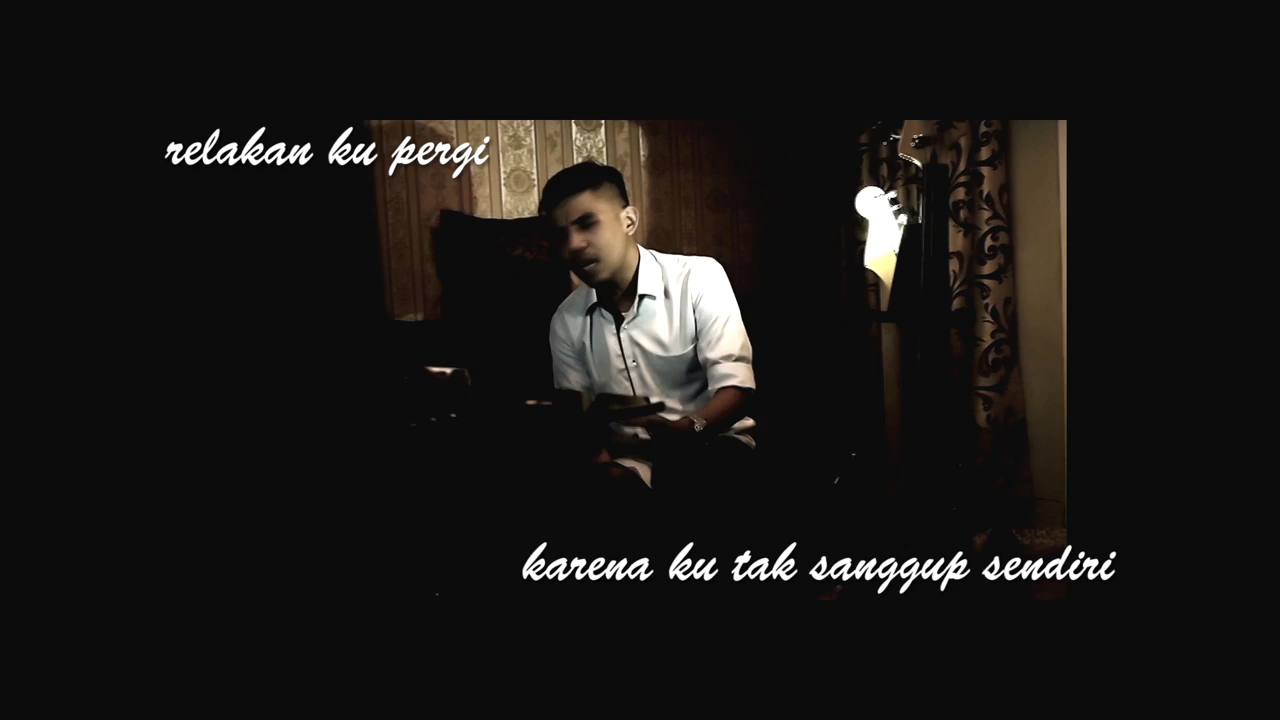 relakan ku pergi
karena ku tak sanggup sendiri